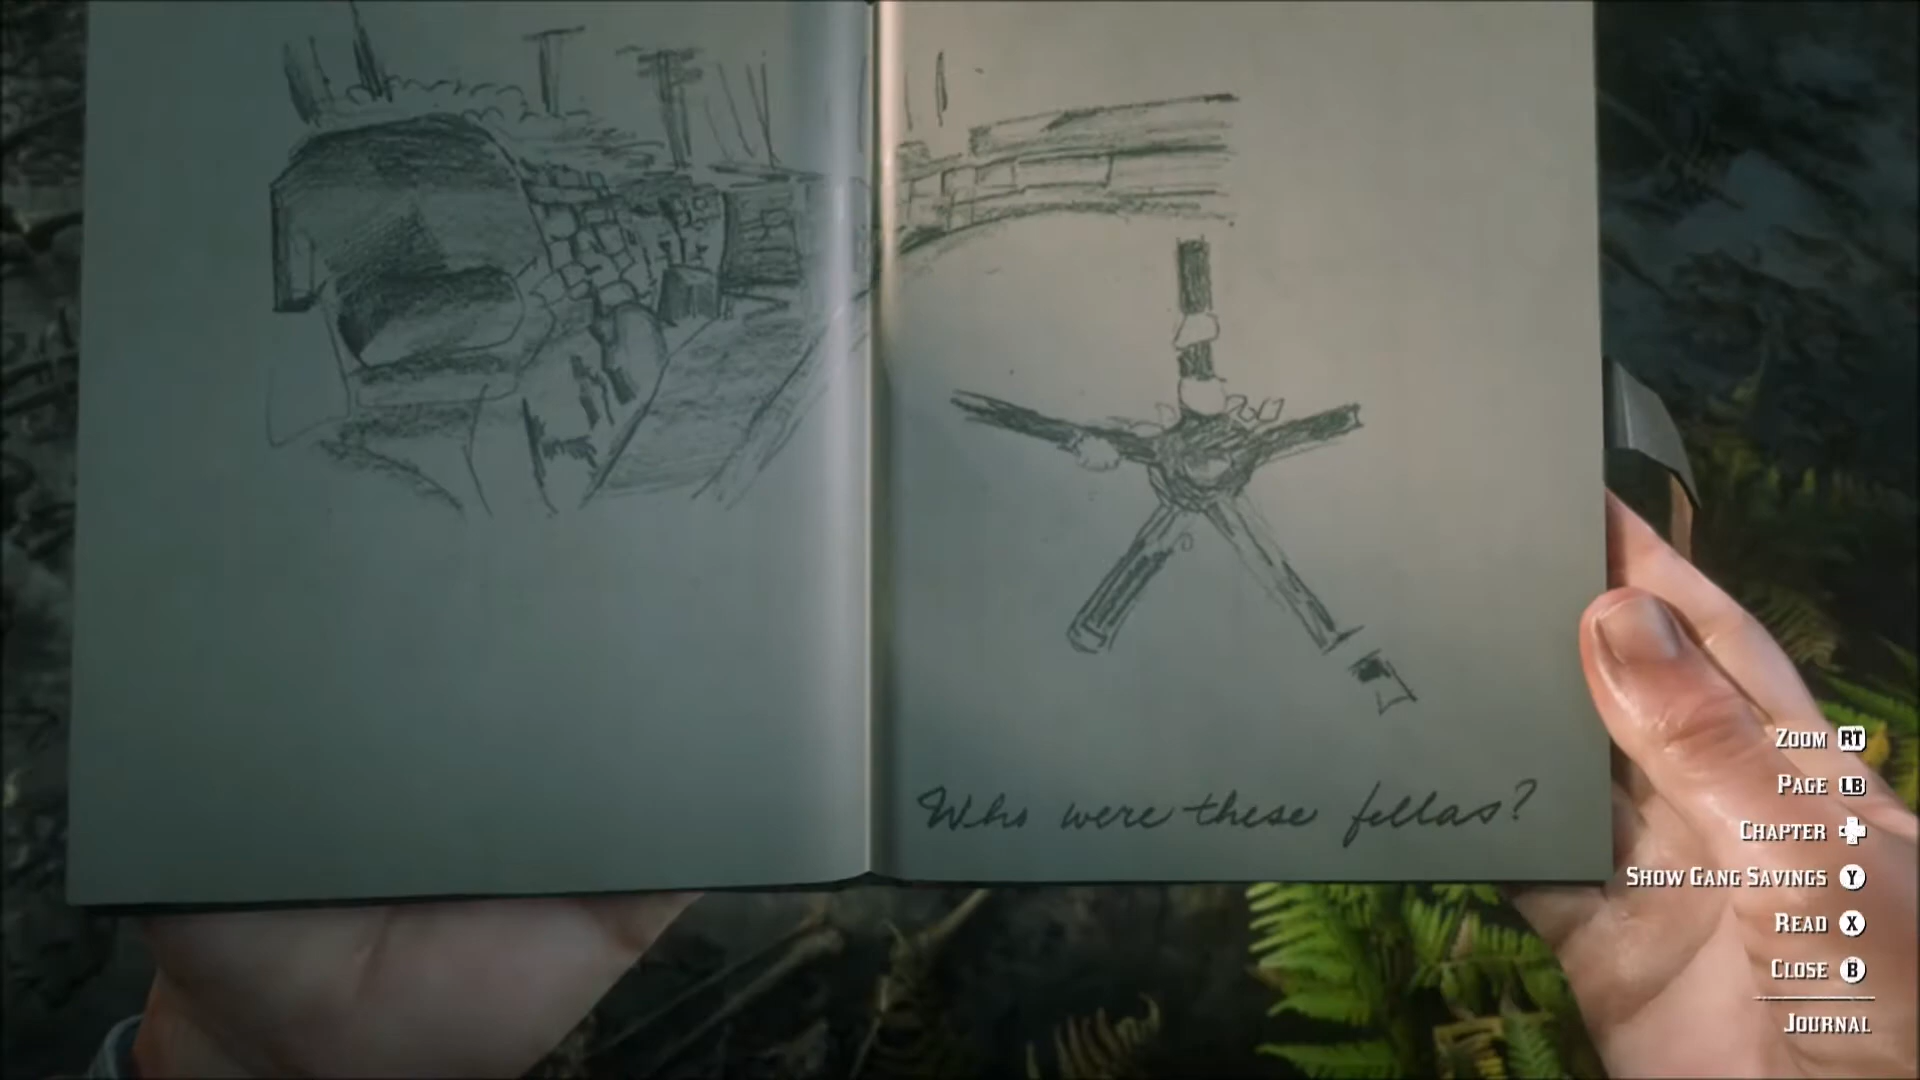 Who were these fellas?
Zoom RT
Page LB
Chapter
Show Gang Savings Y
Read X
Close B
Journal